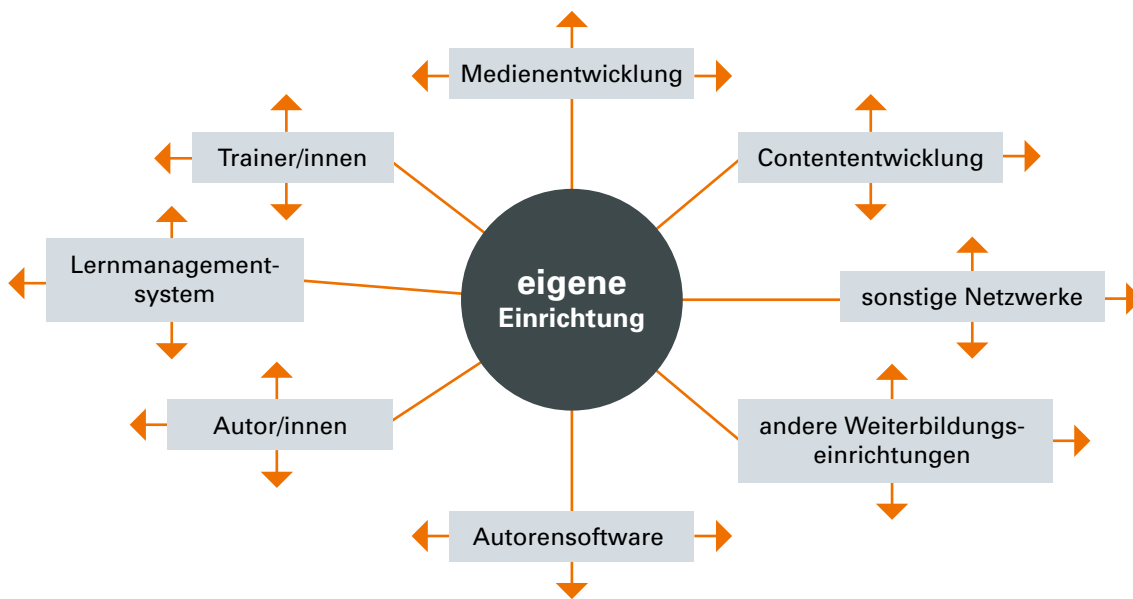 Medienentwicklung
Trainer/innen
Contententwicklung
Lernmanagement-
system
eigene
Einrichtung
sonstige Netzwerke
Autor/innen
andere Weiterbildungs-
einrichtungen
Autorensoftware